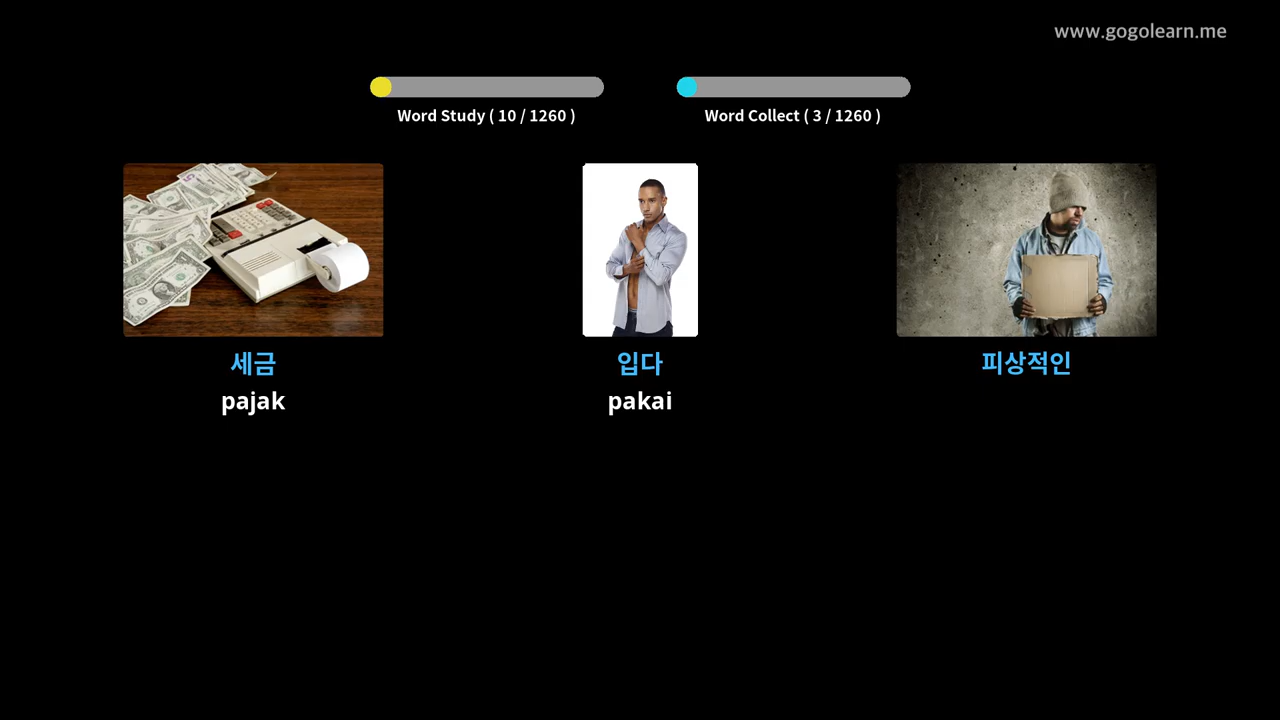 www.gogolearn.me
Word Study ( 10 / 1260 )
Word Collect ( 3 / 1260 )
세금
입다
피상적인
pajak
pakai